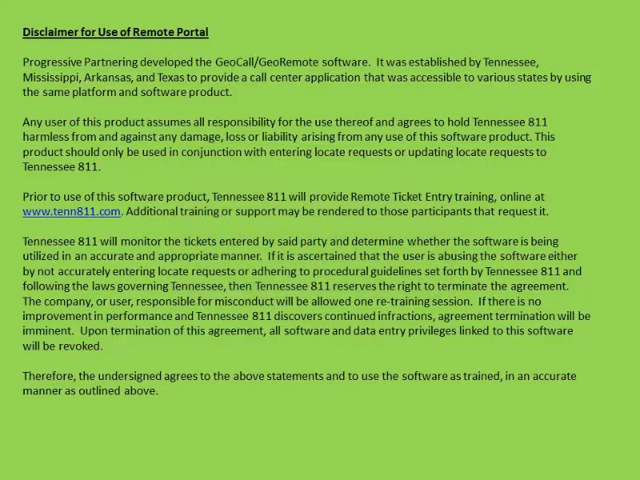 Disclaimer for Use of Remote Portal
Progressive Partnering developed the GeoCall/GeoRemote software.  It was established by Tennessee,
Mississippi, Arkansas, and Texas to provide a call center application that was accessible to various states by using
the same platform and software product.
Any user of this product assumes all responsibility for the use thereof and agrees to hold Tennessee 811
harmless from and against any damage, loss or liability arising from any use of this software product. This
product should only be used in conjunction with entering locate requests or updating locate requests to
Tennessee 811.
Prior to use of this software product, Tennessee 811 will provide Remote Ticket Entry training, online at
www.tenn811.com. Additional training or support may be rendered to those participants that request it.
Tennessee 811 will monitor the tickets entered by said party and determine whether the software is being
utilized in an accurate and appropriate manner.  If it is ascertained that the user is abusing the software either
by not accurately entering locate requests or adhering to procedural guidelines set forth by Tennessee 811 and
following the laws governing Tennessee, then Tennessee 811 reserves the right to terminate the agreement.
The company, or user, responsible for misconduct will be allowed one re-training session.  If there is no
improvement in performance and Tennessee 811 discovers continued infractions, agreement termination will be
imminent.  Upon termination of this agreement, all software and data entry privileges linked to this software
will be revoked.
Therefore, the undersigned agrees to the above statements and to use the software as trained, in an accurate
manner as outlined above.